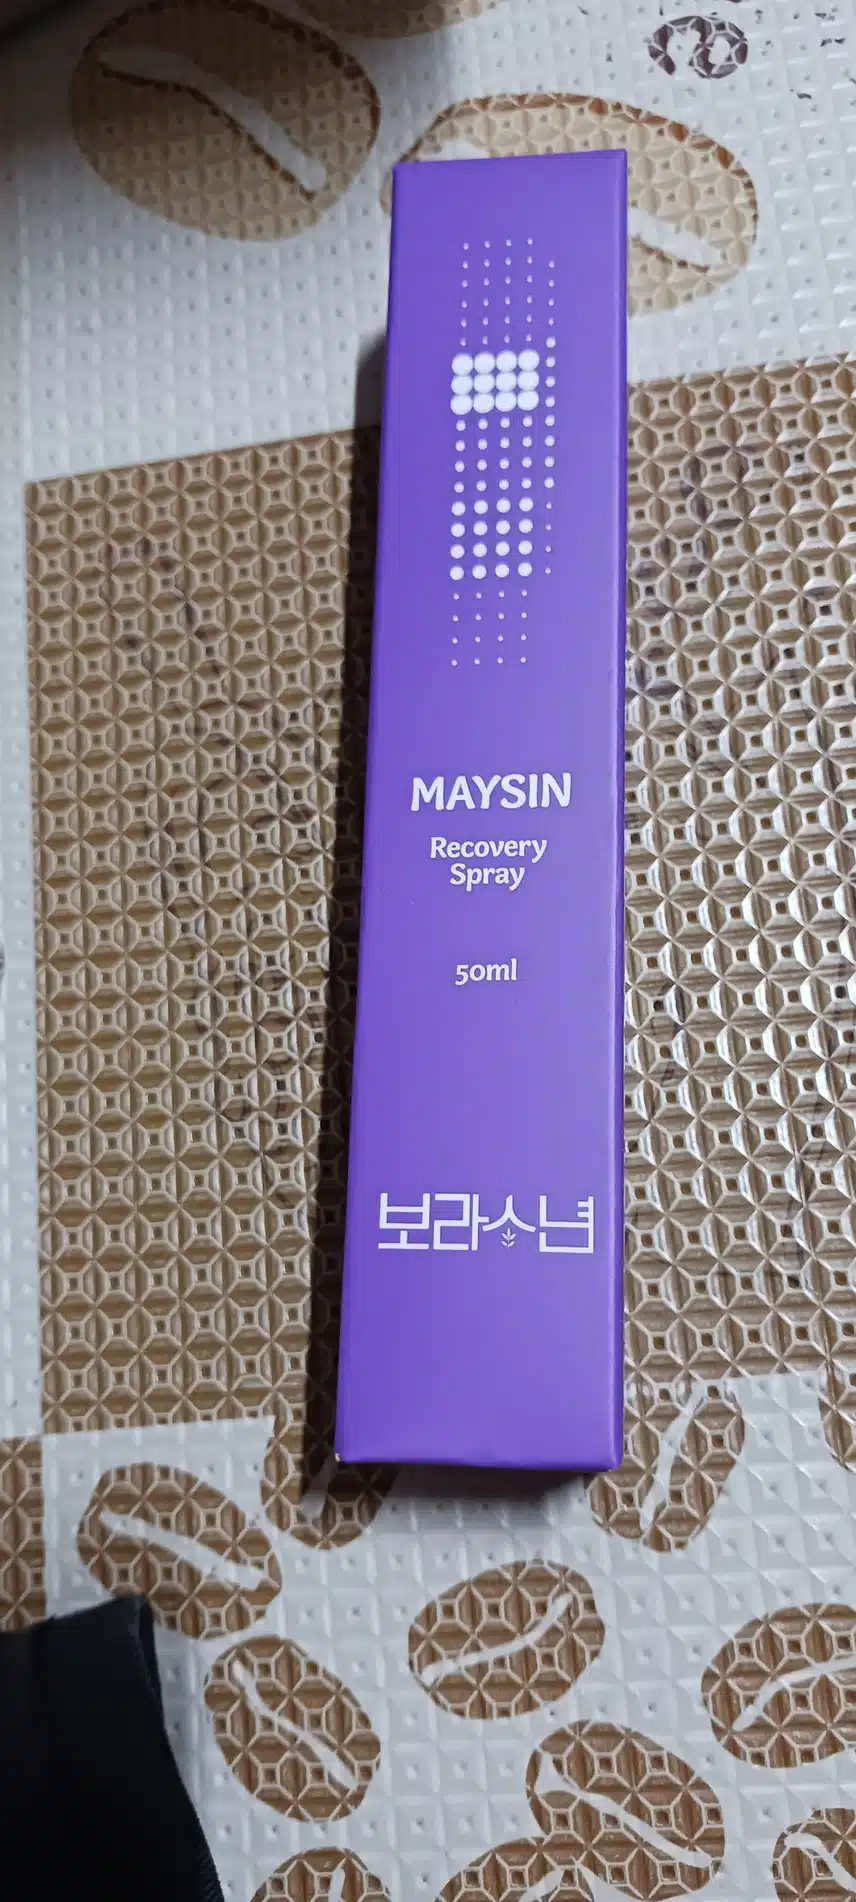 MAYSIN
Recovery
Spray
50ml
보라소년